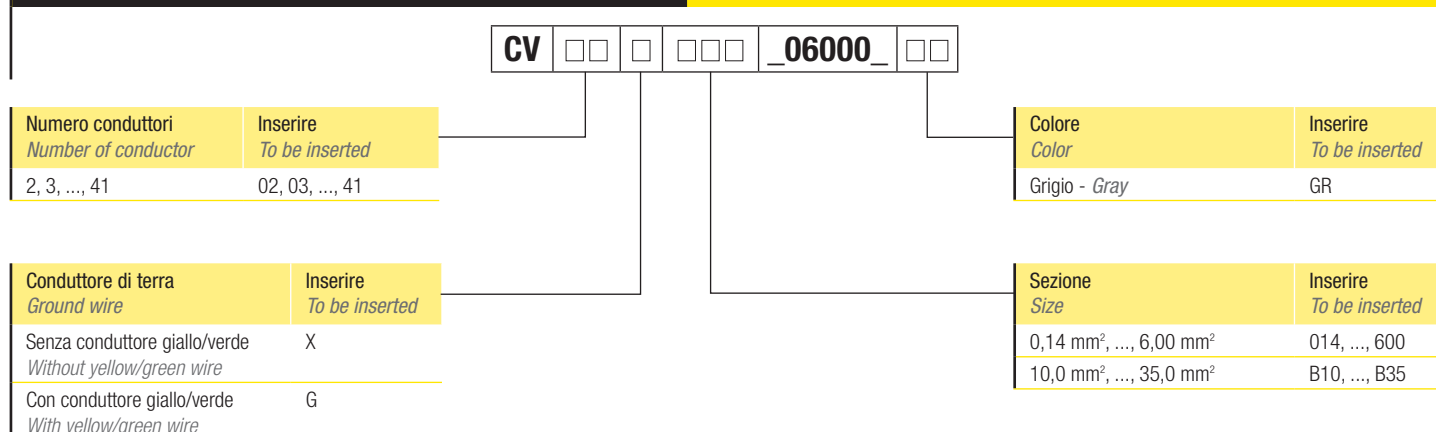 CV □□ □ □□□ _06000_ □□
Numero conduttori Inserire
Number of conductor To be inserted
2, 3, ..., 41 02, 03, ..., 41
Colore Inserire
Color To be inserted
Grigio - Gray GR
Conduttore di terra Inserire
Ground wire To be inserted
Senza conduttore giallo/verde X
Without yellow/green wire
Con conduttore giallo/verde G
With yellow/green wire
Sezione Inserire
Size To be inserted
0,14 mm², ..., 6,00 mm² 014, ..., 600
10,0 mm², ..., 35,0 mm² B10, ..., B35